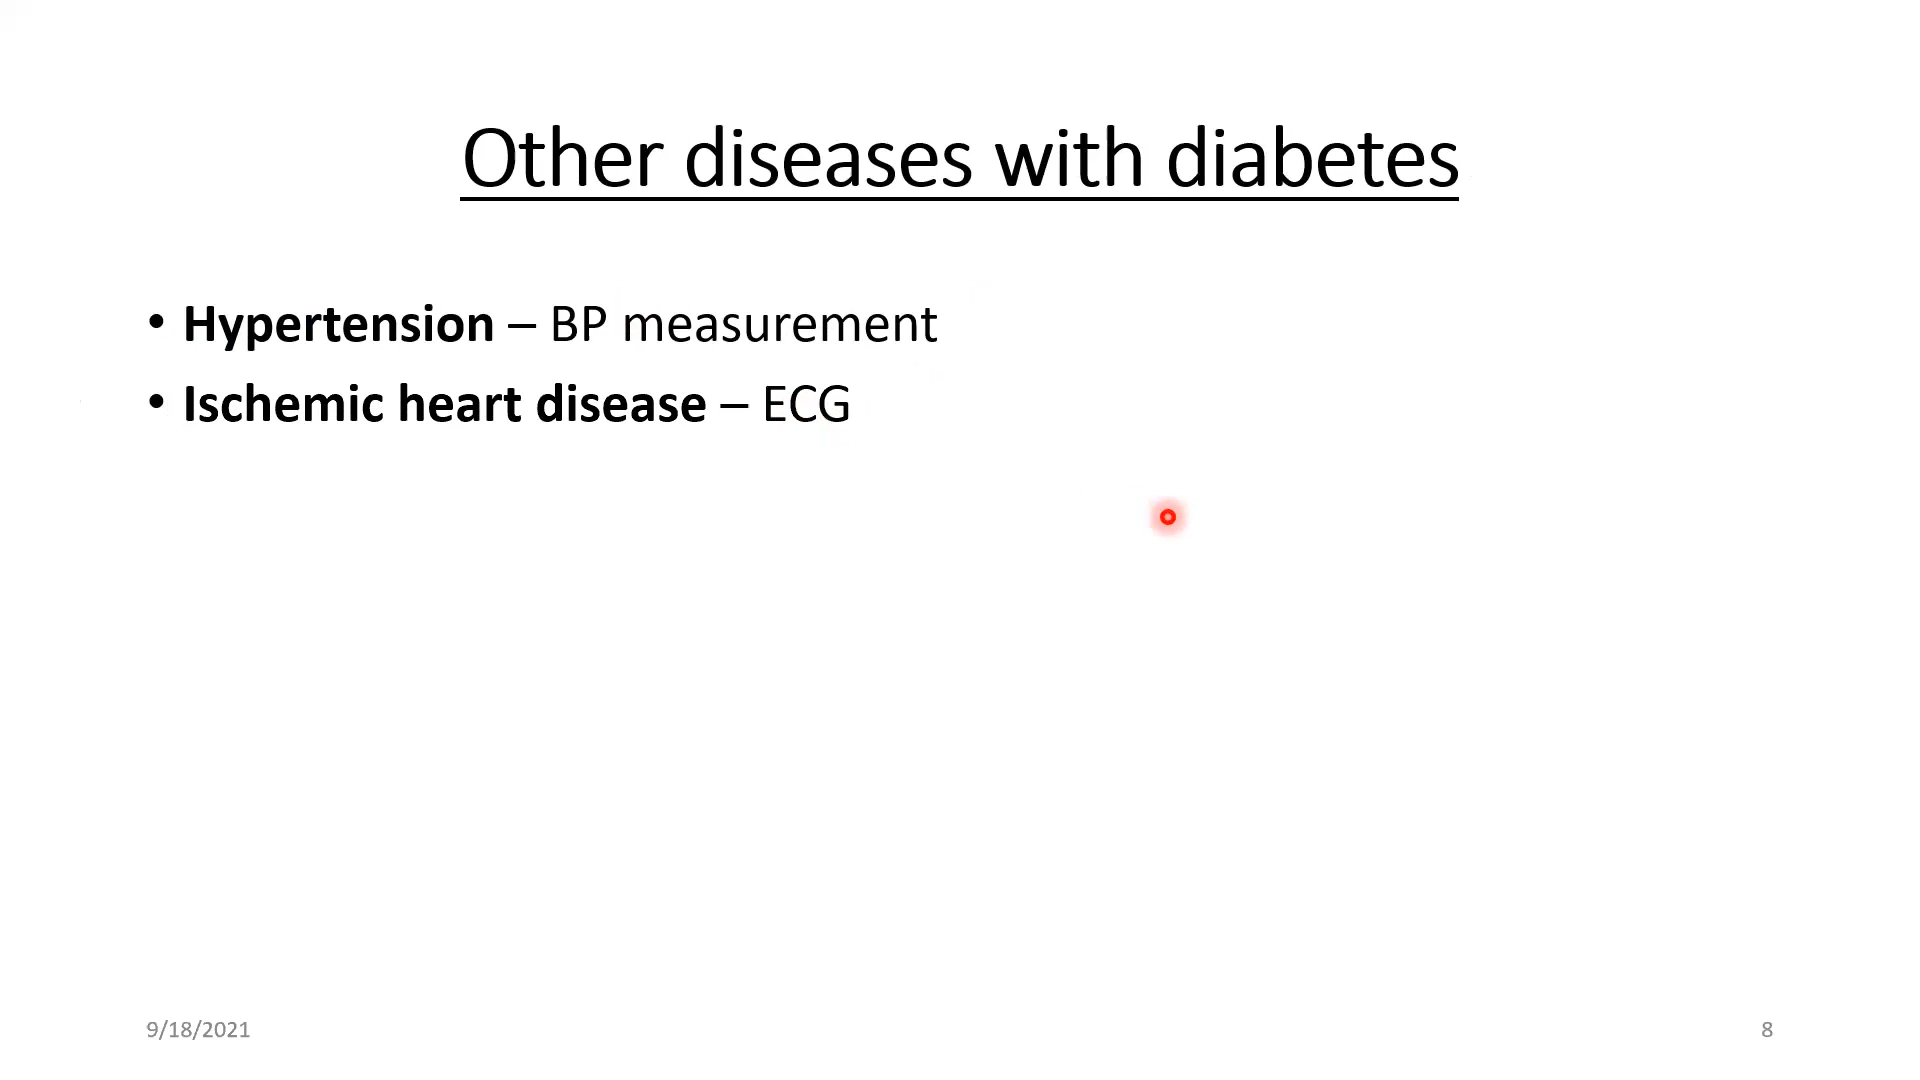 Other diseases with diabetes
• Hypertension – BP measurement
• Ischemic heart disease – ECG
9/18/2021
8